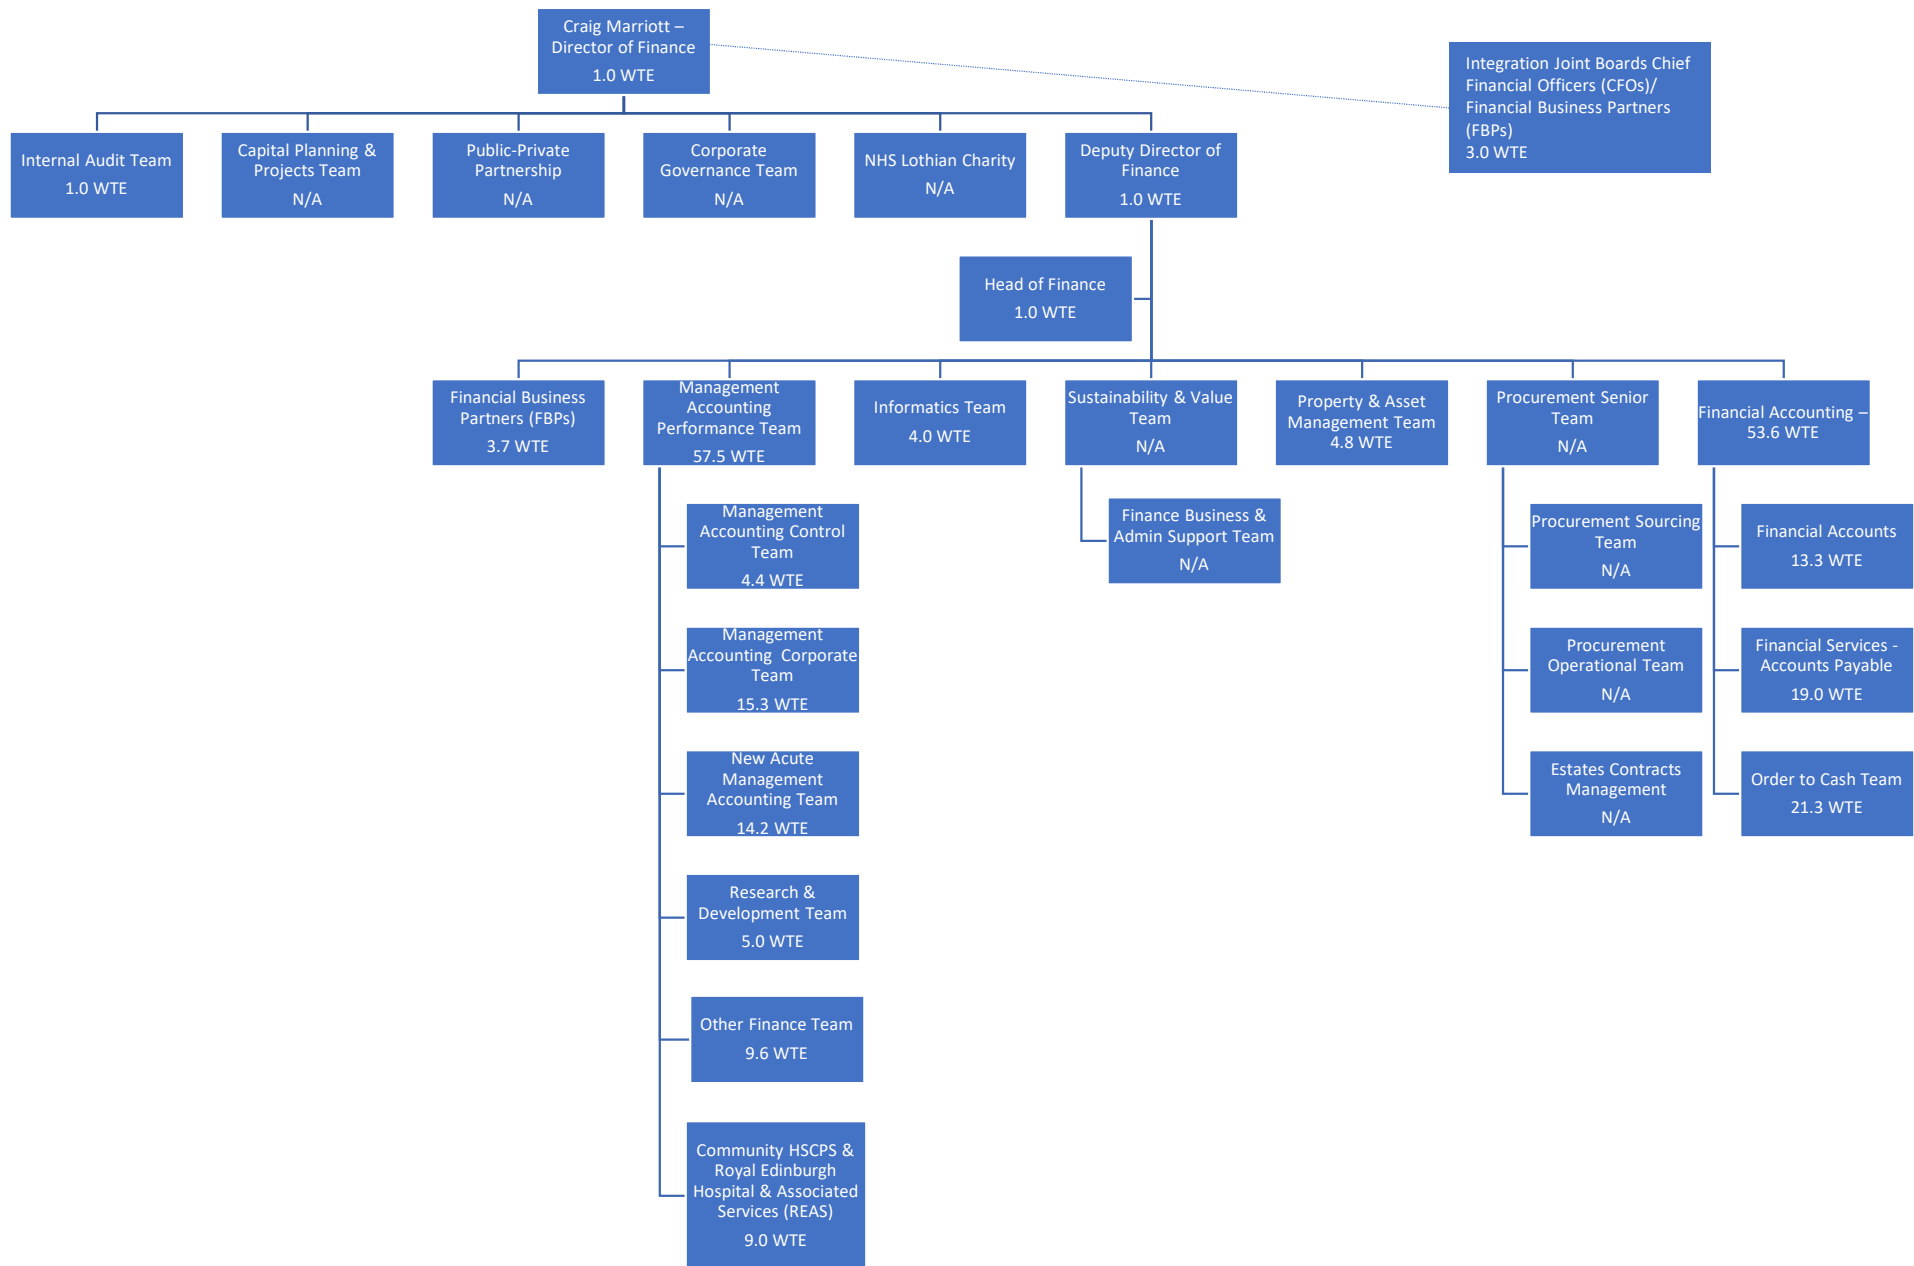 Craig Marriott –
Director of Finance
1.0 WTE
Integration Joint Boards Chief
Financial Officers (CFOs)/
Financial Business Partners
(FBPs)
3.0 WTE
Internal Audit Team
1.0 WTE
Capital Planning &
Projects Team
N/A
Public-Private
Partnership
N/A
Corporate
Governance Team
N/A
NHS Lothian Charity
N/A
Deputy Director of
Finance
1.0 WTE
Head of Finance
1.0 WTE
Financial Business
Partners (FBPs)
3.7 WTE
Management
Accounting
Performance Team
57.5 WTE
Informatics Team
4.0 WTE
Sustainability & Value
Team
N/A
Property & Asset
Management Team
4.8 WTE
Procurement Senior
Team
N/A
Financial Accounting –
53.6 WTE
Management
Accounting Control
Team
4.4 WTE
Management
Accounting  Corporate
Team
15.3 WTE
New Acute
Management
Accounting Team
14.2 WTE
Research &
Development Team
5.0 WTE
Other Finance Team
9.6 WTE
Community HSCPS &
Royal Edinburgh
Hospital & Associated
Services (REAS)
9.0 WTE
Finance Business &
Admin Support Team
N/A
Procurement Sourcing
Team
N/A
Procurement
Operational Team
N/A
Estates Contracts
Management
N/A
Financial Accounts
13.3 WTE
Financial Services -
Accounts Payable
19.0 WTE
Order to Cash Team
21.3 WTE